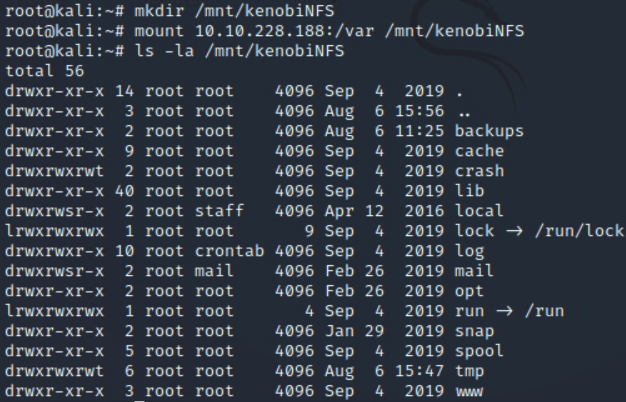 root@kali:~# mkdir /mnt/kenobiNFS
root@kali:~# mount 10.10.228.188:/var /mnt/kenobiNFS
root@kali:~# ls -la /mnt/kenobiNFS
total 56
drwxr-xr-x 14 root root    4096 Sep  4  2019 .
drwxr-xr-x  3 root root    4096 Aug  6 15:56 ..
drwxr-xr-x  2 root root    4096 Aug  6 11:25 backups
drwxr-xr-x  9 root root    4096 Sep  4  2019 cache
drwxrwxrwt  2 root root    4096 Sep  4  2019 crash
drwxr-xr-x 40 root root    4096 Sep  4  2019 lib
drwxrwsr-x  2 root staff   4096 Apr 12  2016 local
lrwxrwxrwx  1 root root       9 Sep  4  2019 lock → /run/lock
drwxrwxr-x 10 root crontab 4096 Sep  4  2019 log
drwxrwsr-x  2 root mail    4096 Feb 26  2019 mail
drwxr-xr-x  2 root root    4096 Feb 26  2019 opt
lrwxrwxrwx  1 root root       4 Sep  4  2019 run → /run
drwxr-xr-x  2 root root    4096 Jan 29  2019 snap
drwxr-xr-x  5 root root    4096 Sep  4  2019 spool
drwxrwxrwt  6 root root    4096 Aug  6 15:47 tmp
drwxr-xr-x  3 root root    4096 Sep  4  2019 www